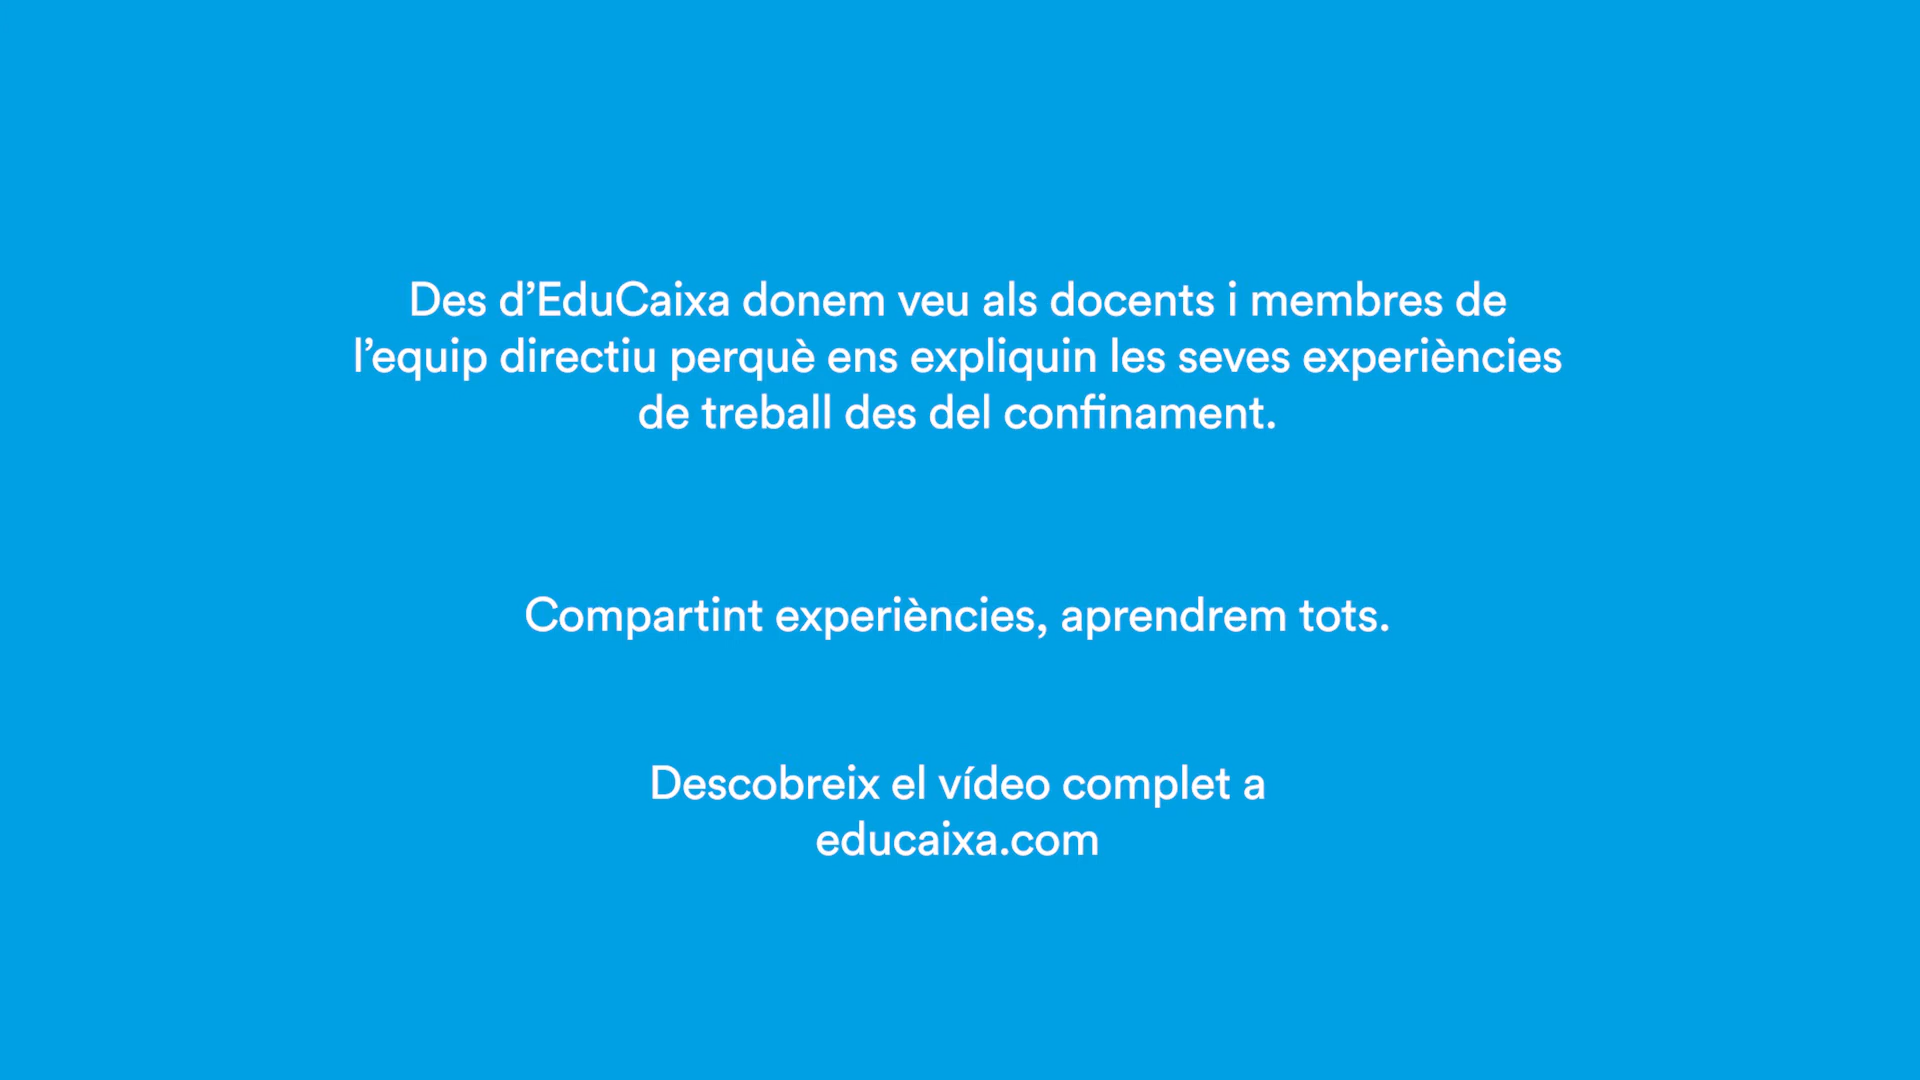 Des d’EduCaixa donem veu als docents i membres de
l’equip directiu perquè ens expliquin les seves experiències
de treball des del confinament.
Compartint experiències, aprendrem tots.
Descobreix el vídeo complet a
educaixa.com